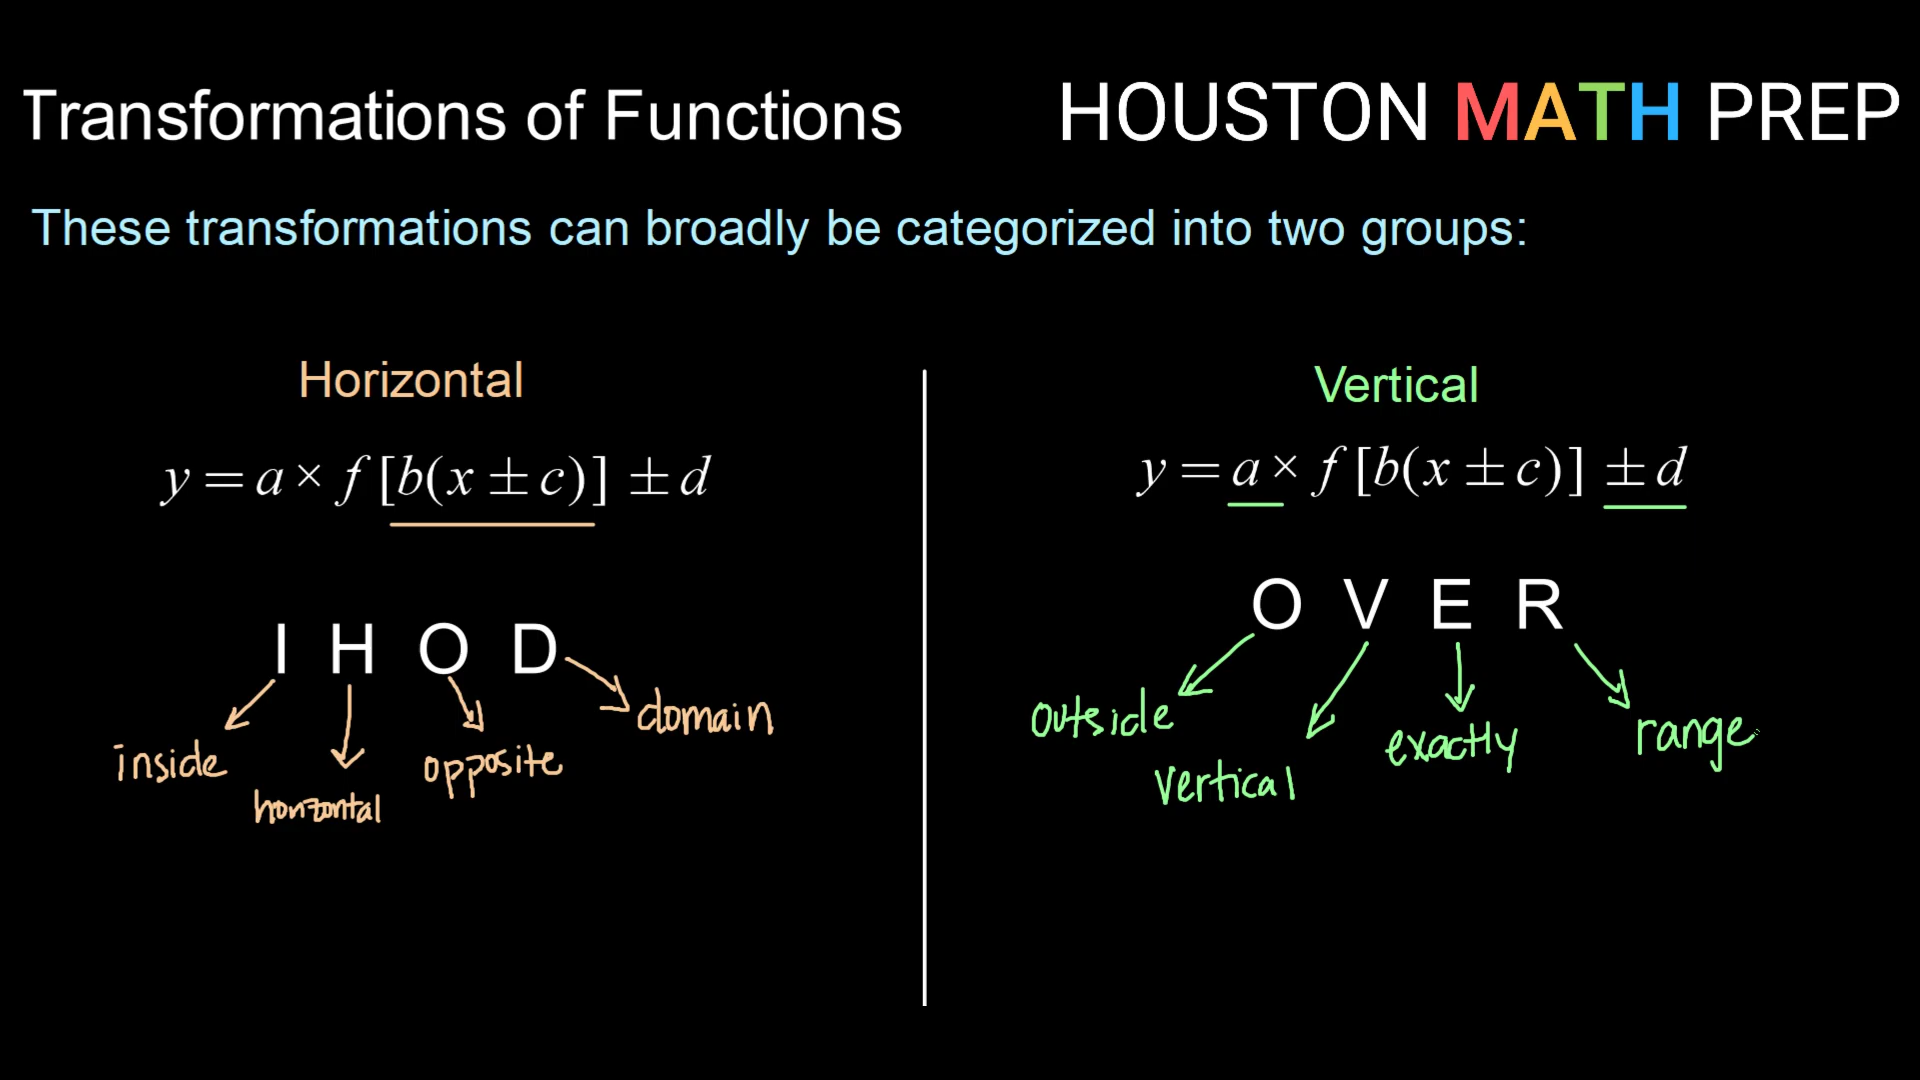 Transformations of Functions
HOUSTON MATH PREP
These transformations can broadly be categorized into two groups:
Horizontal
y = a × f [b(x ± c)] ± d
I H O D
inside
horizontal
opposite
domain
Vertical
y = a × f [b(x ± c)] ± d
O V E R
outside
vertical
exactly
range